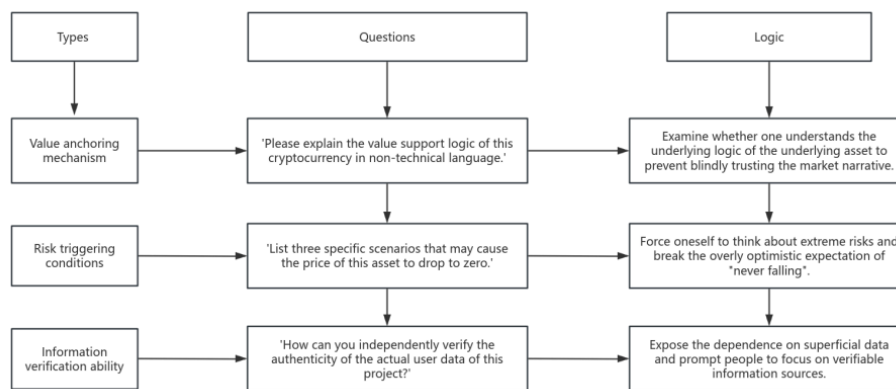 Types
Questions
Logic
Value anchoring
mechanism
'Please explain the value support logic of this
cryptocurrency in non-technical language.'
Examine whether one understands the
underlying logic of the underlying asset to
prevent blindly trusting the market narrative.
Risk triggering
conditions
'List three specific scenarios that may cause
the price of this asset to drop to zero.'
Force oneself to think about extreme risks and
break the overly optimistic expectation of
"never falling".
Information
verification ability
'How can you independently verify the
authenticity of the actual user data of this
project?'
Expose the dependence on superficial data
and prompt people to focus on verifiable
information sources.